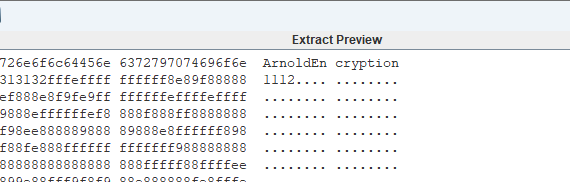 Extract Preview
726e6f6c64456e 6372797074696f6e ArnoldEn cryption
313132fffeffff ffffff8e89f88888 1112.... ........
ef888e8f9fe9ff ffffffeffffeffff ........ ........
9888effffffef8 888f888ff8888888 ........ ........
f98ee888889888 89888e8ffffff898 ........ ........
f88fe888ffffff fffffff988888888 ........ ........
88888888888888 888fffff88ffffee ........ ........